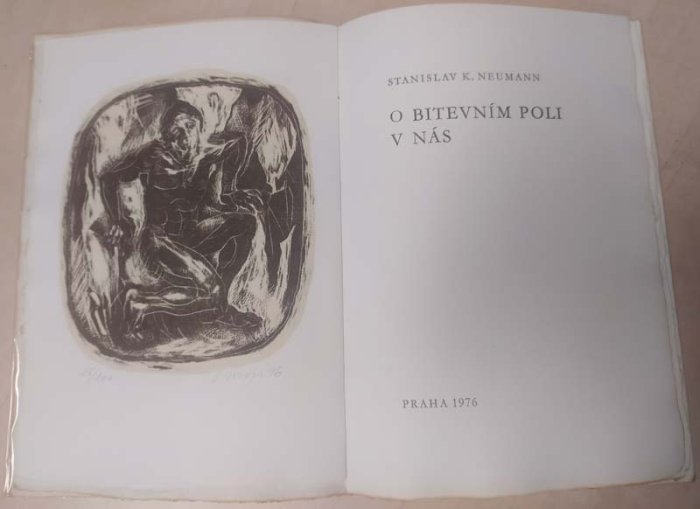 STANISLAV K. NEUMANN
O BITEVNÍM POLI
V NÁS
PRAHA 1976